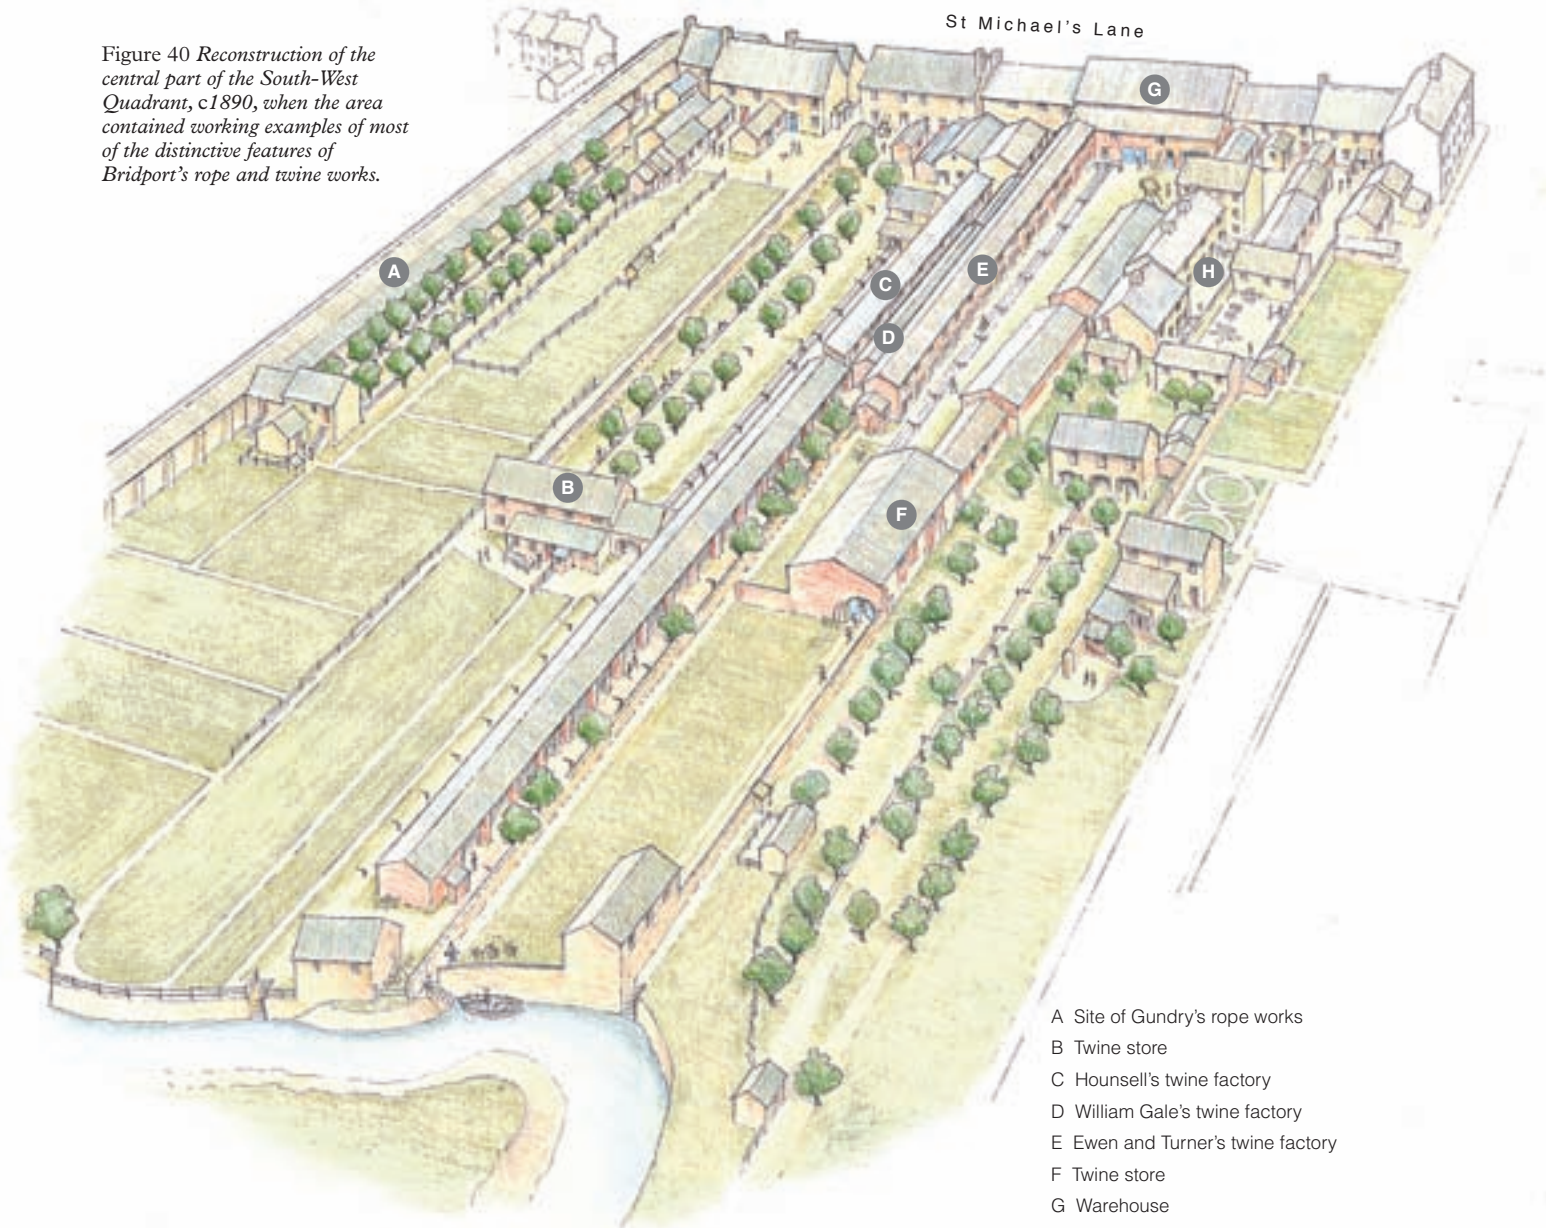 St Michael's Lane
Figure 40 Reconstruction of the
central part of the South-West
Quadrant, c1890, when the area
contained working examples of most
of the distinctive features of
Bridport's rope and twine works.
G
A
E
H
C
D
B
F
A Site of Gundry's rope works
B Twine store
C Hounsell's twine factory
D William Gale's twine factory
E Ewen and Turner's twine factory
F Twine store
G Warehouse